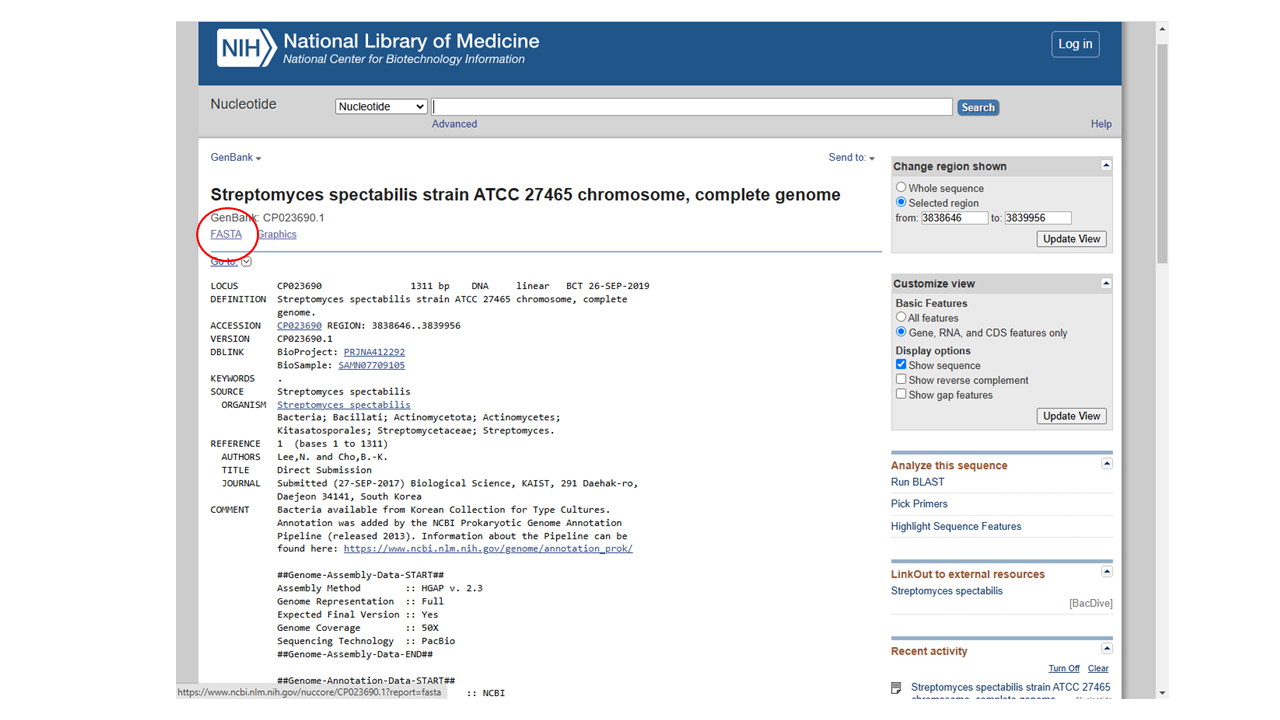 NIH National Library of Medicine
National Center for Biotechnology Information
Log in
Nucleotide
Nucleotide
Search
Advanced
Help
GenBank
Send to:
Streptomyces spectabilis strain ATCC 27465 chromosome, complete genome
GenBank: CP023690.1
FASTA Graphics
Go to:
LOCUS CP023690 1311 bp DNA linear BCT 26-SEP-2019
DEFINITION Streptomyces spectabilis strain ATCC 27465 chromosome, complete
genome.
ACCESSION CP023690 REGION: 3838646..3839956
VERSION CP023690.1
DBLINK BioProject: PRJNA412292
BioSample: SAMN07709105
KEYWORDS .
SOURCE Streptomyces spectabilis
ORGANISM Streptomyces spectabilis
Bacteria; Bacillati; Actinomycetota; Actinomycetes;
Kitasatosporales; Streptomycetaceae; Streptomyces.
REFERENCE 1 (bases 1 to 1311)
AUTHORS Lee,N. and Cho,B.-K.
TITLE Direct Submission
JOURNAL Submitted (27-SEP-2017) Biological Science, KAIST, 291 Daehak-ro,
Daejeon 34141, South Korea
COMMENT Bacteria available from Korean Collection for Type Cultures.
Annotation was added by the NCBI Prokaryotic Genome Annotation
Pipeline (released 2013). Information about the Pipeline can be
found here: https://www.ncbi.nlm.nih.gov/genome/annotation_prok/
##Genome-Assembly-Data-START##
Assembly Method :: HGAP v. 2.3
Genome Representation :: Full
Expected Final Version :: Yes
Genome Coverage :: 50X
Sequencing Technology :: PacBio
##Genome-Assembly-Data-END##
##Genome-Annotation-Data-START##
:: NCBI
https://www.ncbi.nlm.nih.gov/nuccore/CP023690.1?report=fasta
Change region shown
Whole sequence
Selected region
from: 3838646 to: 3839956
Update View
Customize view
Basic Features
All features
Gene, RNA, and CDS features only
Display options
Show sequence
Show reverse complement
Show gap features
Update View
Analyze this sequence
Run BLAST
Pick Primers
Highlight Sequence Features
LinkOut to external resources
Streptomyces spectabilis
[BacDive]
Recent activity
Turn Off Clear
Streptomyces spectabilis strain ATCC 27465
chromosome, complete genome